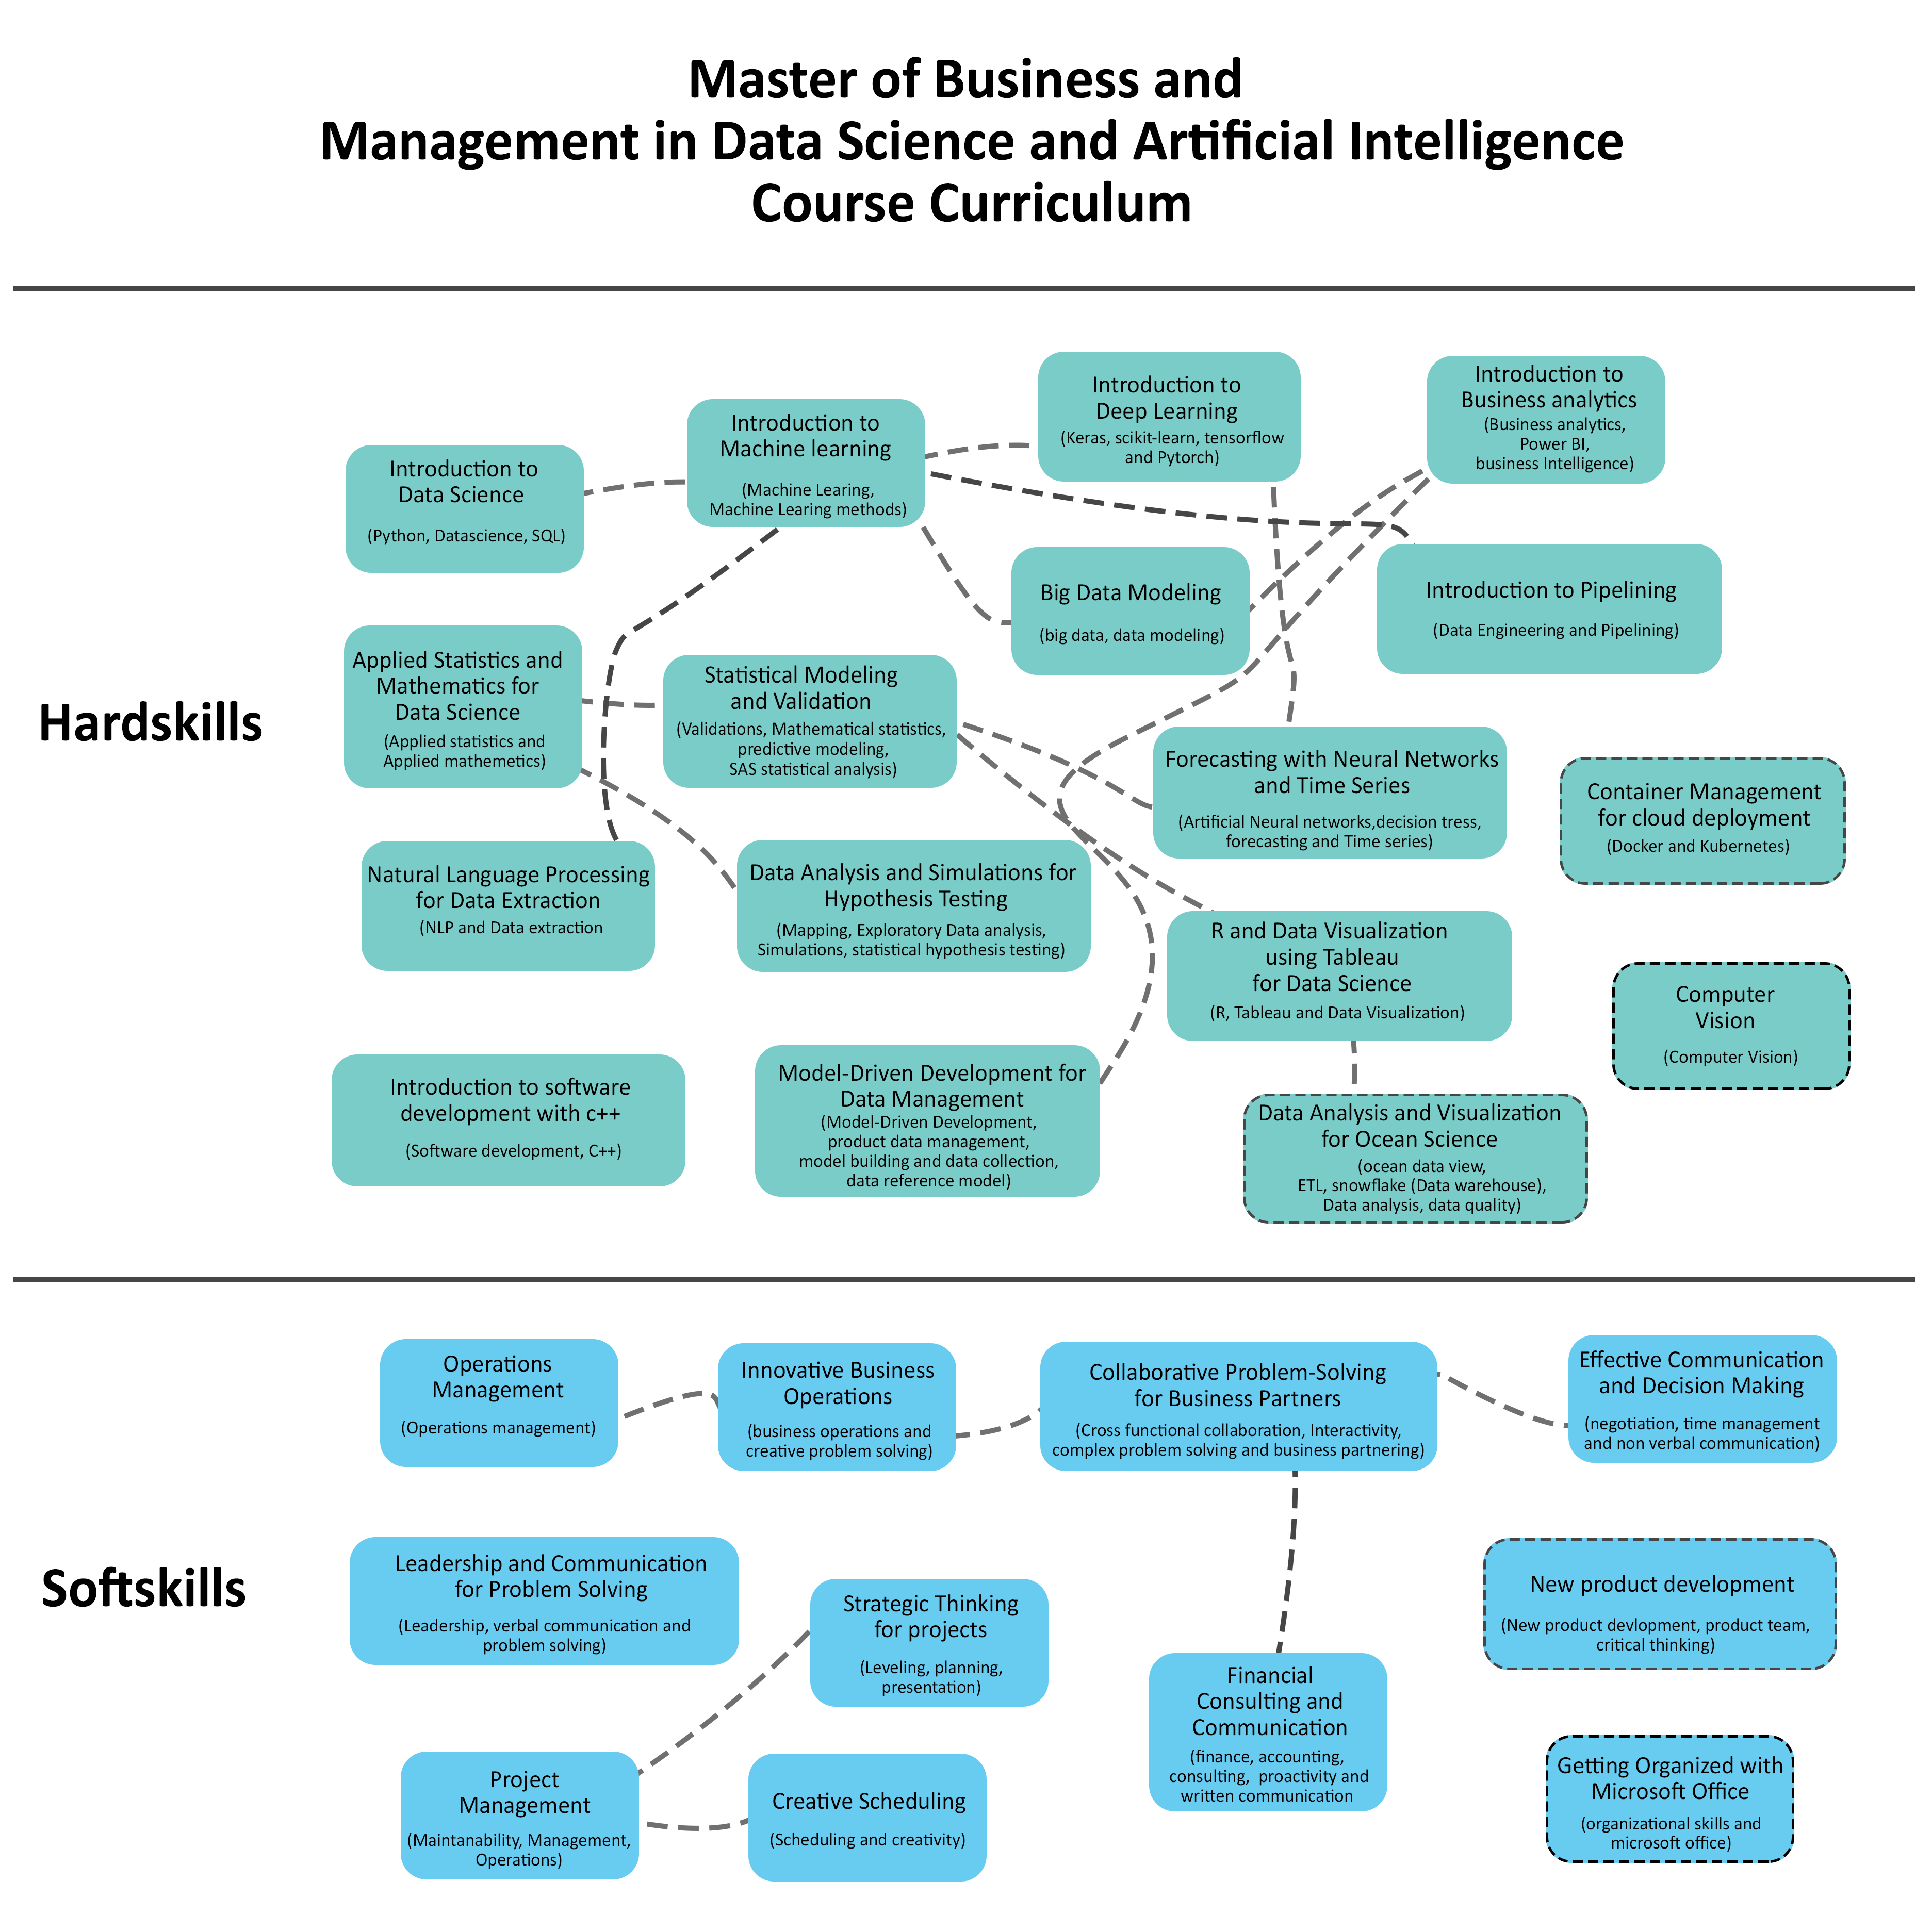 Master of Business and
Management in Data Science and Artificial Intelligence
Course Curriculum
Hardskills
Introduction to
Data Science
(Python, Datascience, SQL)
Introduction to
Machine learning
(Machine Learing,
Machine Learing methods)
Introduction to
Deep Learning
(Keras, scikit-learn, tensorflow
and Pytorch)
Introduction to
Business analytics
(Business analytics,
Power BI,
business Intelligence)
Big Data Modeling
(big data, data modeling)
Introduction to Pipelining
(Data Engineering and Pipelining)
Applied Statistics and
Mathematics for
Data Science
(Applied statistics and
Applied mathemetics)
Statistical Modeling
and Validation
(Validations, Mathematical statistics,
predictive modeling,
SAS statistical analysis)
Forecasting with Neural Networks
and Time Series
(Artificial Neural networks,decision tress,
forecasting and Time series)
Container Management
for cloud deployment
(Docker and Kubernetes)
Natural Language Processing
for Data Extraction
(NLP and Data extraction
Data Analysis and Simulations for
Hypothesis Testing
(Mapping, Exploratory Data analysis,
Simulations, statistical hypothesis testing)
R and Data Visualization
using Tableau
for Data Science
(R, Tableau and Data Visualization)
Computer
Vision
(Computer Vision)
Introduction to software
development with c++
(Software development, C++)
Model-Driven Development for
Data Management
(Model-Driven Development,
product data management,
model building and data collection,
data reference model)
Data Analysis and Visualization
for Ocean Science
(ocean data view,
ETL, snowflake (Data warehouse),
Data analysis, data quality)
Softskills
Operations
Management
(Operations management)
Innovative Business
Operations
(business operations and
creative problem solving)
Collaborative Problem-Solving
for Business Partners
(Cross functional collaboration, Interactivity,
complex problem solving and business partnering)
Effective Communication
and Decision Making
(negotiation, time management
and non verbal communication)
Leadership and Communication
for Problem Solving
(Leadership, verbal communication and
problem solving)
Strategic Thinking
for projects
(Leveling, planning,
presentation)
New product development
(New product devlopment, product team,
critical thinking)
Financial
Consulting and
Communication
(finance, accounting,
consulting,  proactivity and
written communication
Project
Management
(Maintanability, Management,
Operations)
Creative Scheduling
(Scheduling and creativity)
Getting Organized with
Microsoft Office
(organizational skills and
microsoft office)